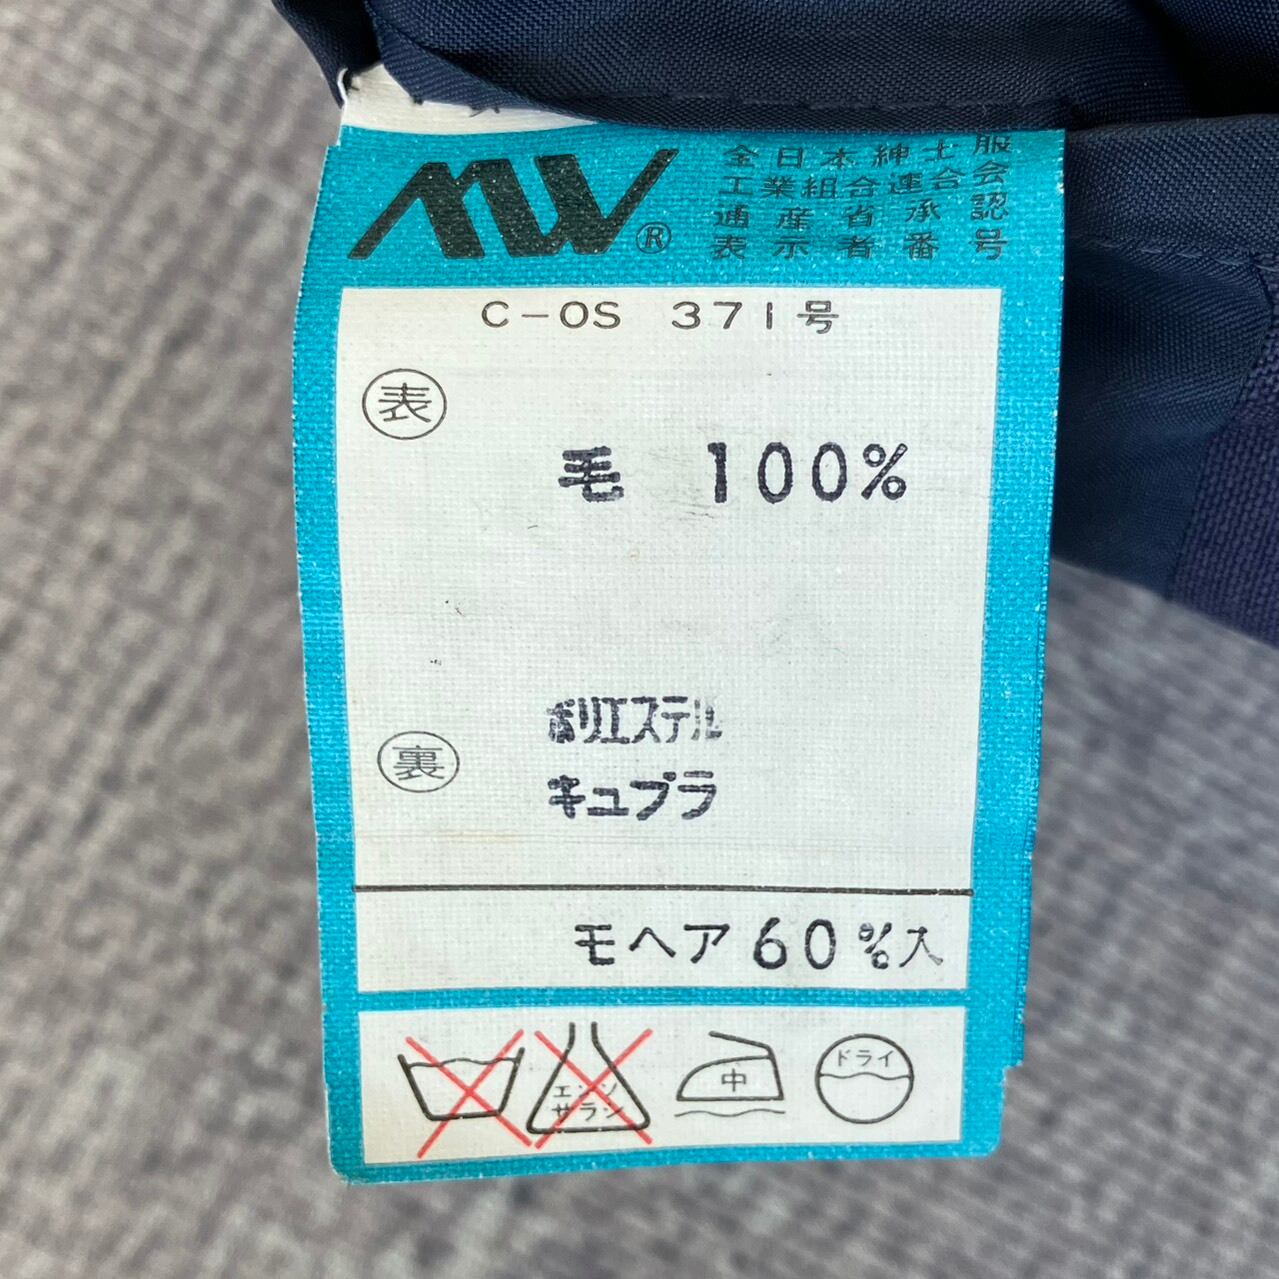 MW®
全日本紳士服
工業組合連合会
通産省承認
表示者番号
C-OS 371号
表
毛 100%
ポリエステル
裏
キュプラ
モヘア60%入
エンソ
サラシ
中
ドライ